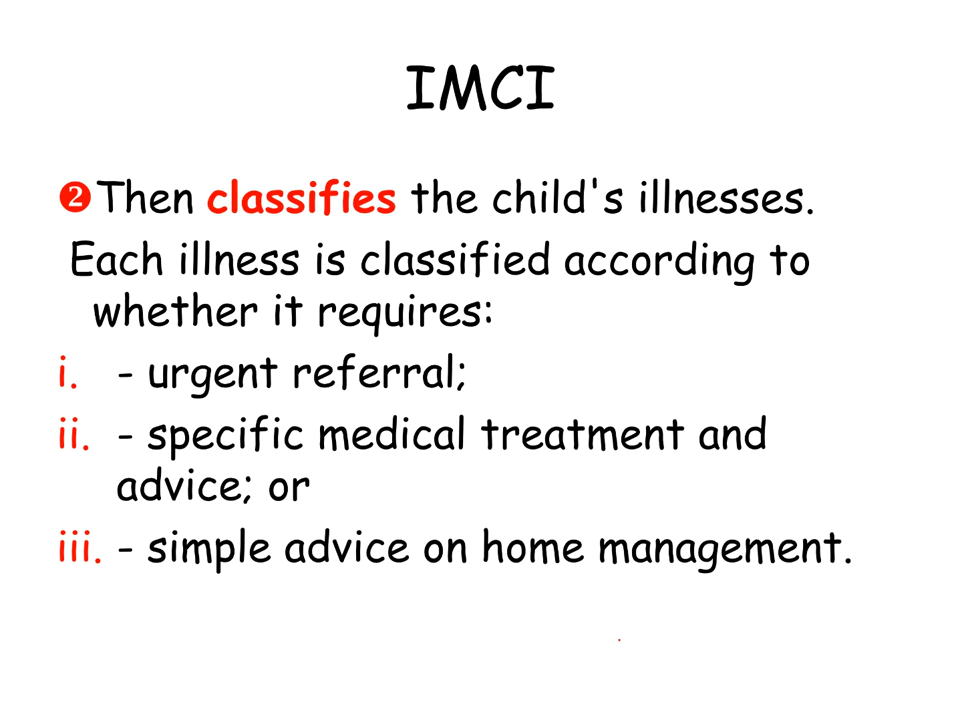 IMCI
❷Then classifies the child's illnesses.
Each illness is classified according to
whether it requires:
i. - urgent referral;
ii. - specific medical treatment and
advice; or
iii. - simple advice on home management.